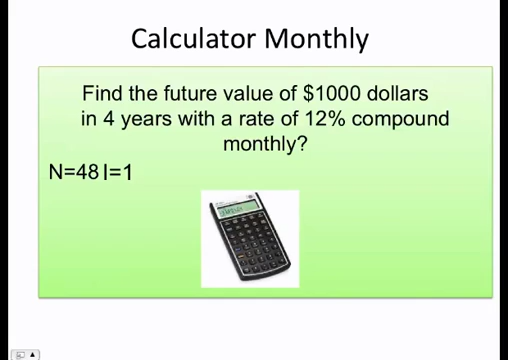 Calculator Monthly
Find the future value of $1000 dollars
in 4 years with a rate of 12% compound
monthly?
N=48 I=1